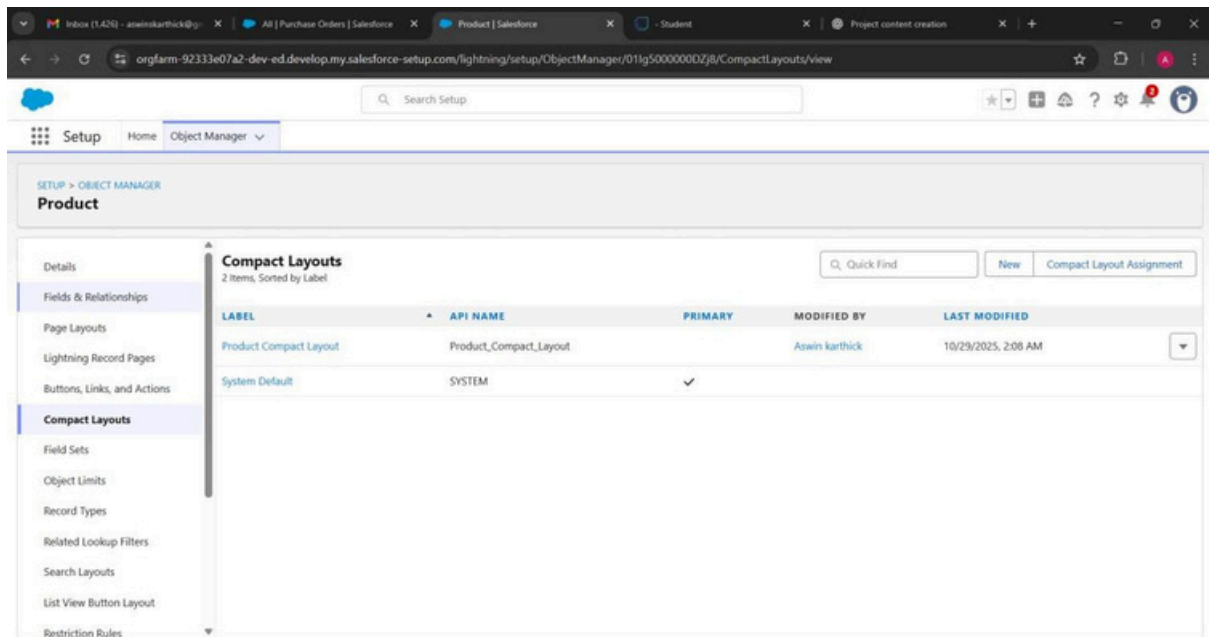 Inbox (1,426) - aswinskarthick@g
All | Purchase Orders | Salesforce
Product | Salesforce
- Student
Project content creation
orgfarm-92333e07a2-dev-ed.develop.my.salesforce-setup.com/lightning/setup/ObjectManager/01Ig5000000DZj8/CompactLayouts/view
A
Search Setup
2
Setup Home Object Manager
SETUP > OBJECT MANAGER
Product
Details
Fields & Relationships
Page Layouts
Lightning Record Pages
Buttons, Links, and Actions
Compact Layouts
Field Sets
Object Limits
Record Types
Related Lookup Filters
Search Layouts
List View Button Layout
Restriction Rules
Compact Layouts
2 Items, Sorted by Label
Quick Find
New
Compact Layout Assignment
LABEL API NAME PRIMARY MODIFIED BY LAST MODIFIED
Product Compact Layout Product_Compact_Layout Aswin karthick 10/29/2025, 2:08 AM
System Default SYSTEM